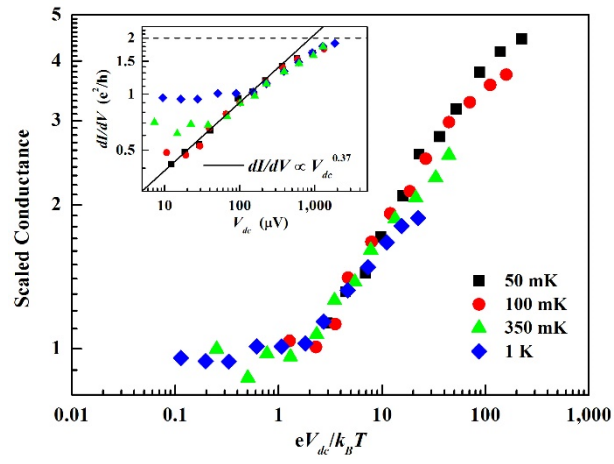 5
4
3
2
1
Scaled Conductance
0.01
0.1
1
10
100
1,000
eV_dc/k_BT
50 mK
100 mK
350 mK
1 K
2
1.5
1
0.5
dI/dV (e²/h)
10
100
1,000
V_dc (μV)
dI/dV ∝ V_dc^0.37